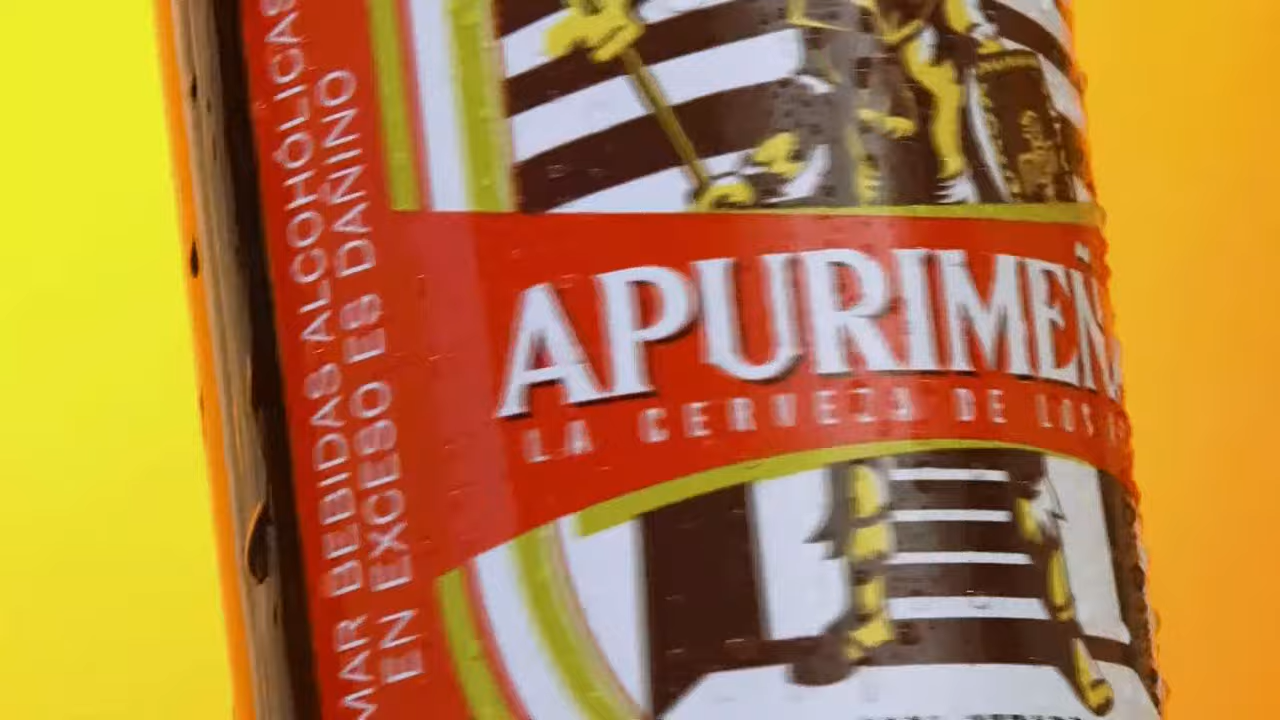 BEBIDAS ALCOHÓLICAS
EN EXCESO ES DAÑINO
APURIMEÑ
LA CERVEZA DE LOS